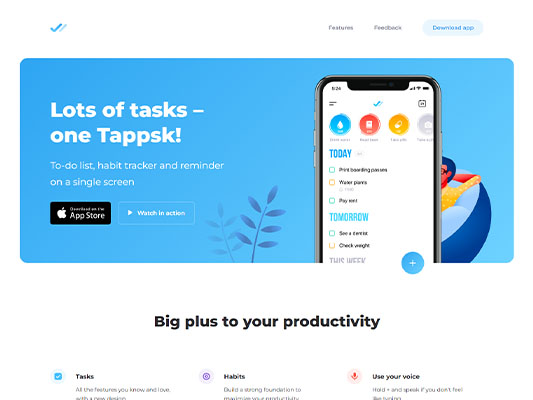 Features Feedback Download app
Lots of tasks –
one Tappsk!
To-do list, habit tracker and reminder
on a single screen
Download on the
App Store
Watch in action
9:24
TODAY
Print boarding passes
Water plants
Pay rent
TOMORROW
See a dentist
Check weight
THIS WEEK
Big plus to your productivity
Tasks
All the features you know and love,
with a new design
Habits
Build a strong foundation to
maximize your productivity
Use your voice
Hold + and speak if you don't feel
like typing